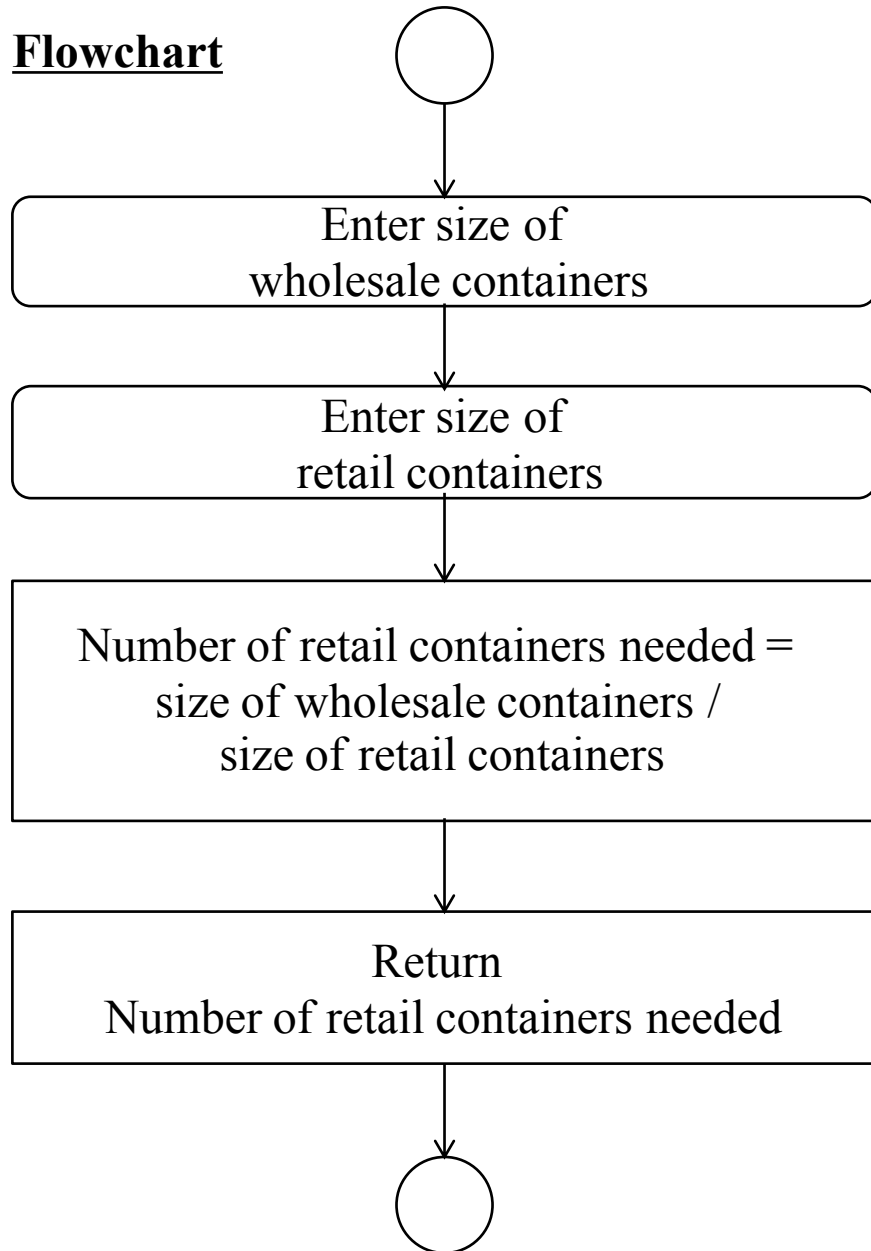 Flowchart
Enter size of
wholesale containers
Enter size of
retail containers
Number of retail containers needed =
size of wholesale containers /
size of retail containers
Return
Number of retail containers needed